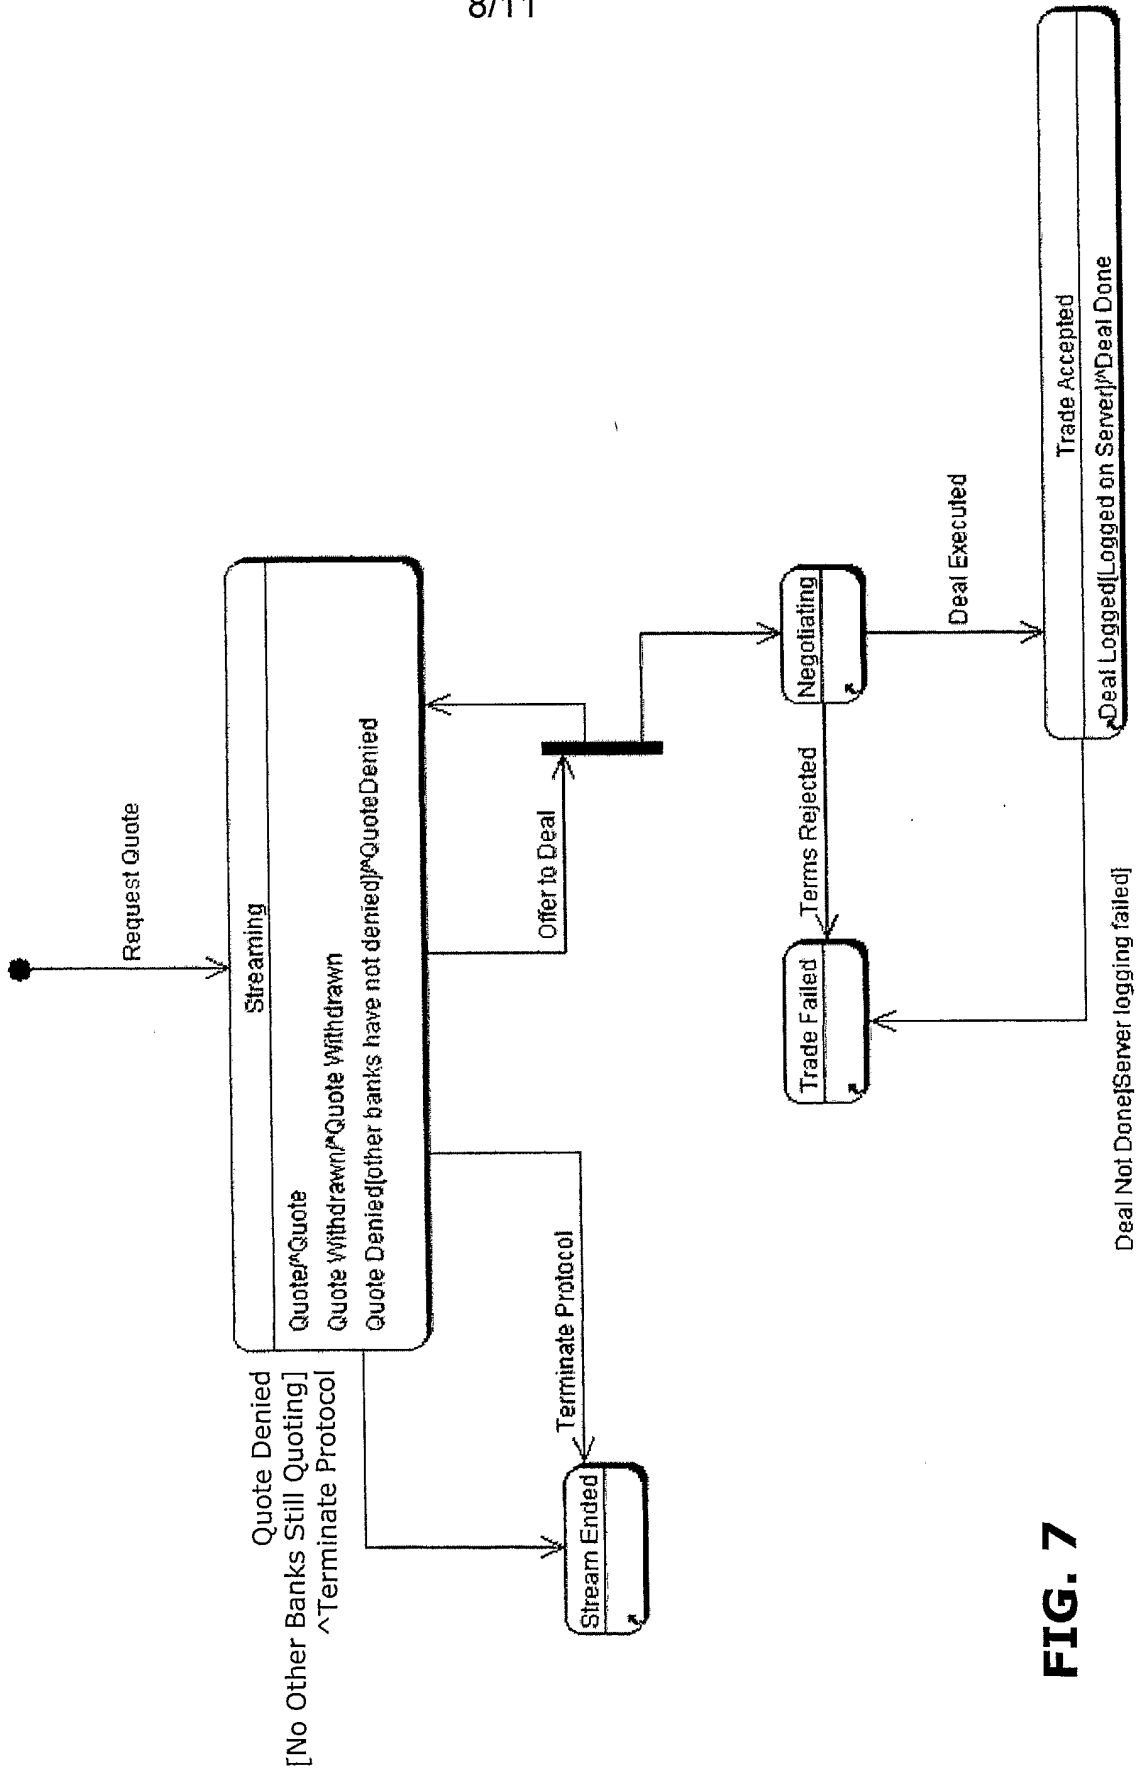 8/11
Request Quote
Streaming
Quote/^Quote
Quote Withdrawn/^Quote Withdrawn
Quote Denied[other banks have not denied]/^QuoteDenied
Quote Denied
[No Other Banks Still Quoting]
^Terminate Protocol
Terminate Protocol
Stream Ended
Offer to Deal
Negotiating
Terms Rejected
Trade Failed
Deal Executed
Trade Accepted
Deal Logged[Logged on Server]/^Deal Done
Deal Not Done[Server logging failed]
FIG. 7